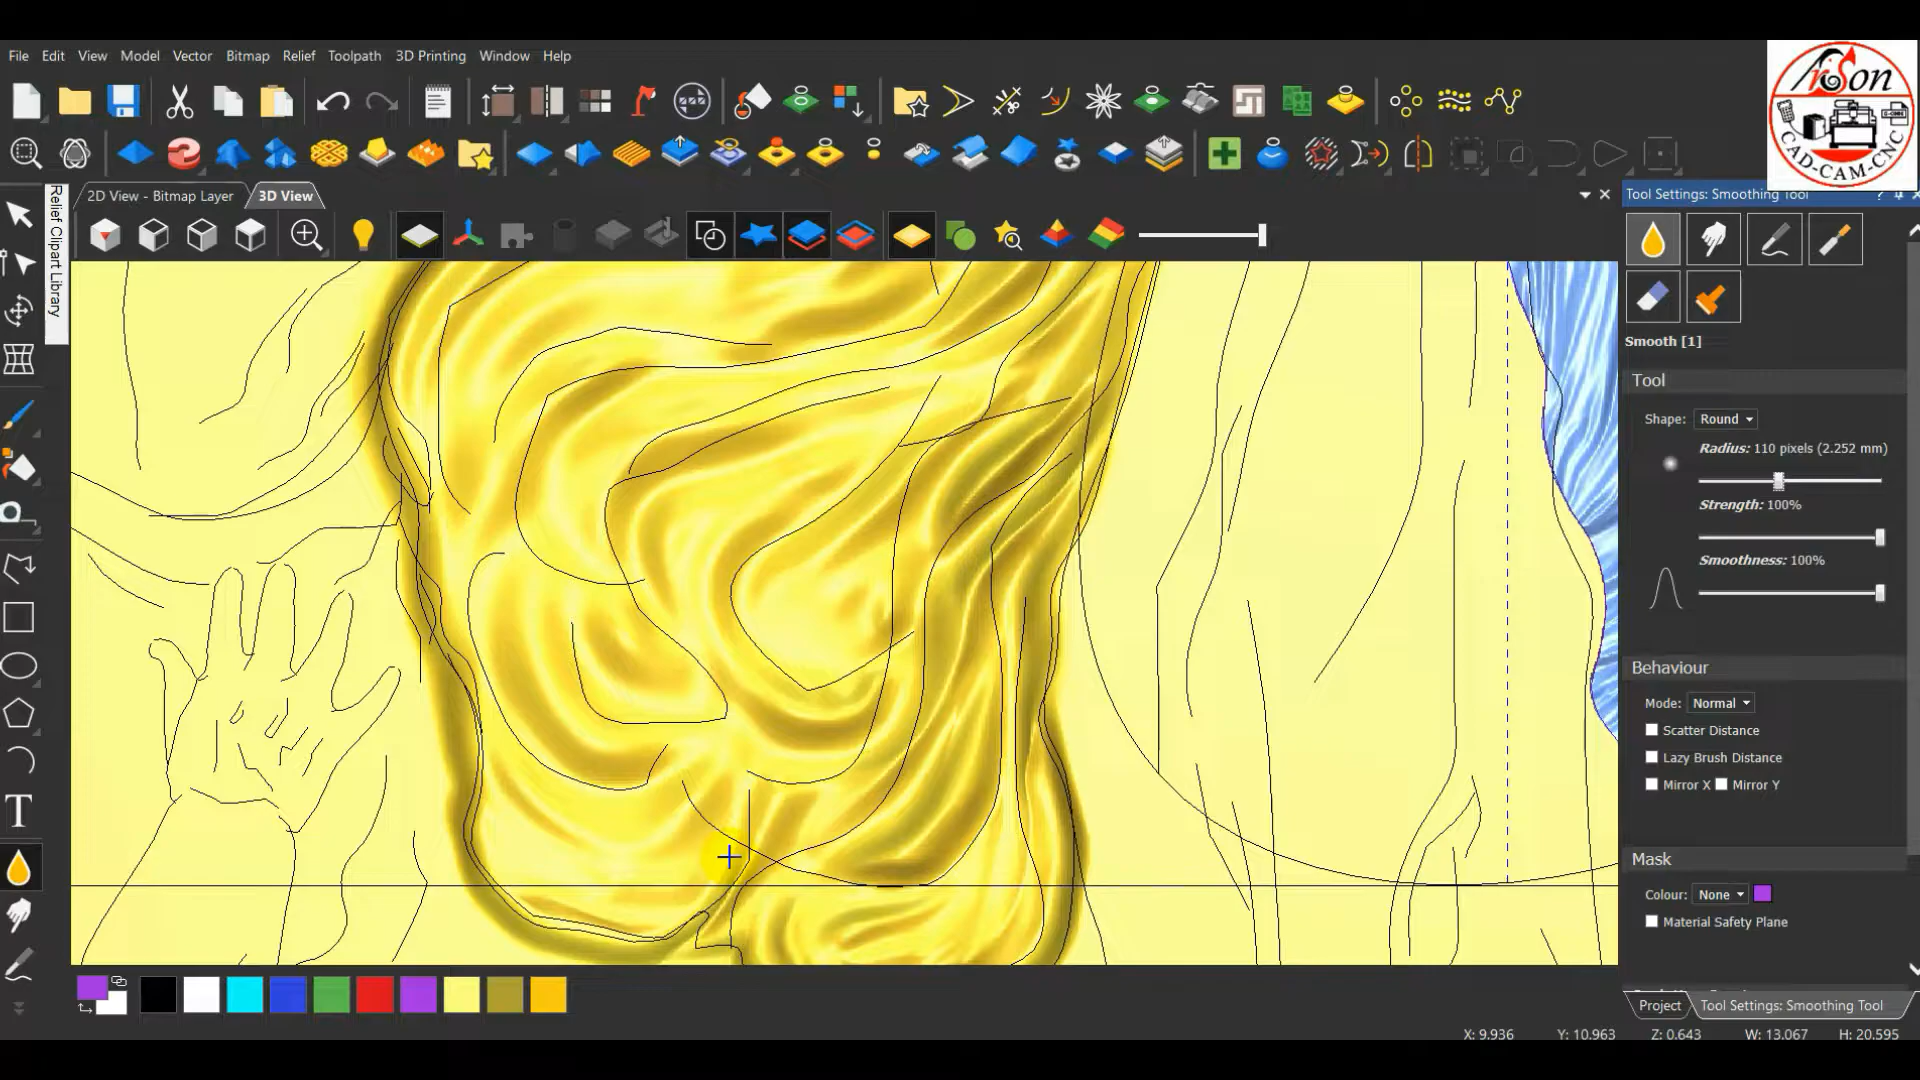 File Edit View Model Vector Bitmap Relief Toolpath 3D Printing Window Help
ArtSon
CAD-CAM-CNC
2D View - Bitmap Layer
3D View
Tool Settings: Smoothing Tool
Relief Clipart Library
Smooth [1]
Tool
Shape: Round
Radius: 110 pixels (2.252 mm)
Strength: 100%
Smoothness: 100%
Behaviour
Mode: Normal
Scatter Distance
Lazy Brush Distance
Mirror X Mirror Y
Mask
Colour: None
Material Safety Plane
Project Tool Settings: Smoothing Tool
X: 9.936 Y: 10.963 Z: 0.643 W: 13.067 H: 20.595